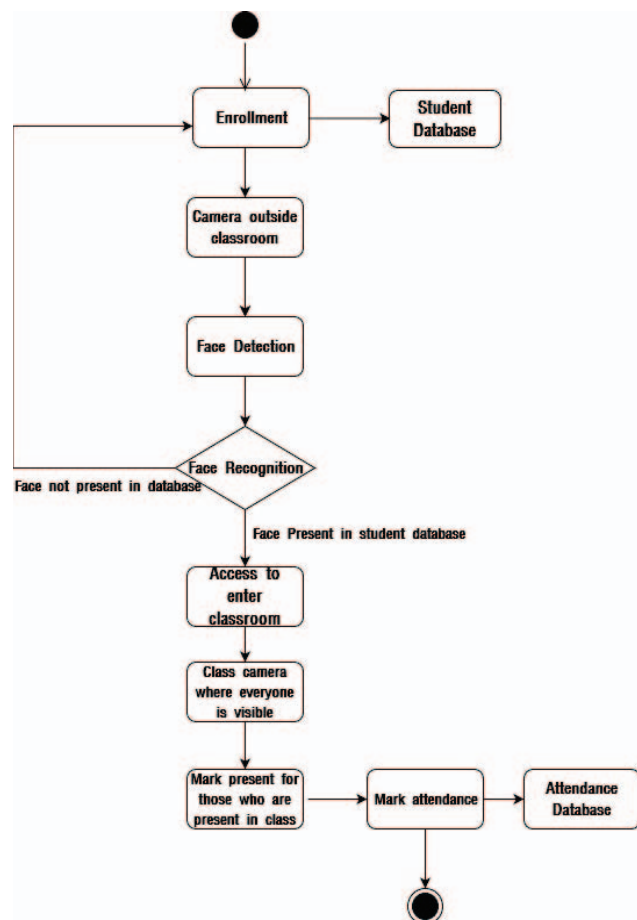 Enrollment
Student
Database
Camera outside
classroom
Face Detection
Face Recognition
Face not present in database
Face Present in student database
Access to
enter
classroom
Class camera
where everyone
is visible
Mark present for
those who are
present in class
Mark attendance
Attendance
Database